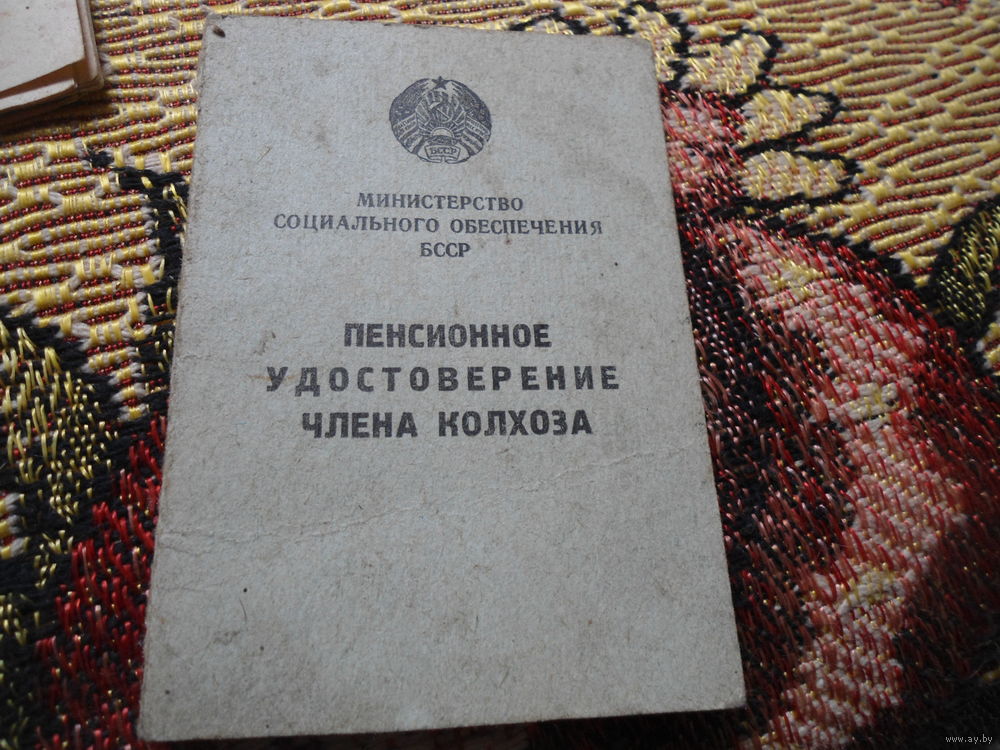 БССР
МИНИСТЕРСТВО
СОЦИАЛЬНОГО ОБЕСПЕЧЕНИЯ
БССР
ПЕНСИОННОЕ
УДОСТОВЕРЕНИЕ
ЧЛЕНА КОЛХОЗА
www.ay.by